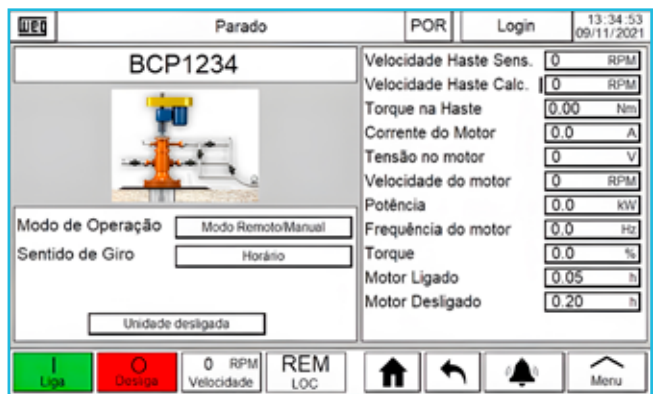 WEG Parado POR Login 13:34:53
09/11/2021
BCP1234
Modo de Operação Modo Remoto/Manual
Sentido de Giro Horário
Unidade desligada
Velocidade Haste Sens. 0 RPM
Velocidade Haste Calc. 0 RPM
Torque na Haste 0.00 Nm
Corrente do Motor 0.0 A
Tensão no motor 0 V
Velocidade do motor 0 RPM
Potência 0.0 kW
Frequência do motor 0.0 Hz
Torque 0.0 %
Motor Ligado 0.05 h
Motor Desligado 0.20 h
I
Liga
O
Desliga
0 RPM
Velocidade
REM
LOC
Menu